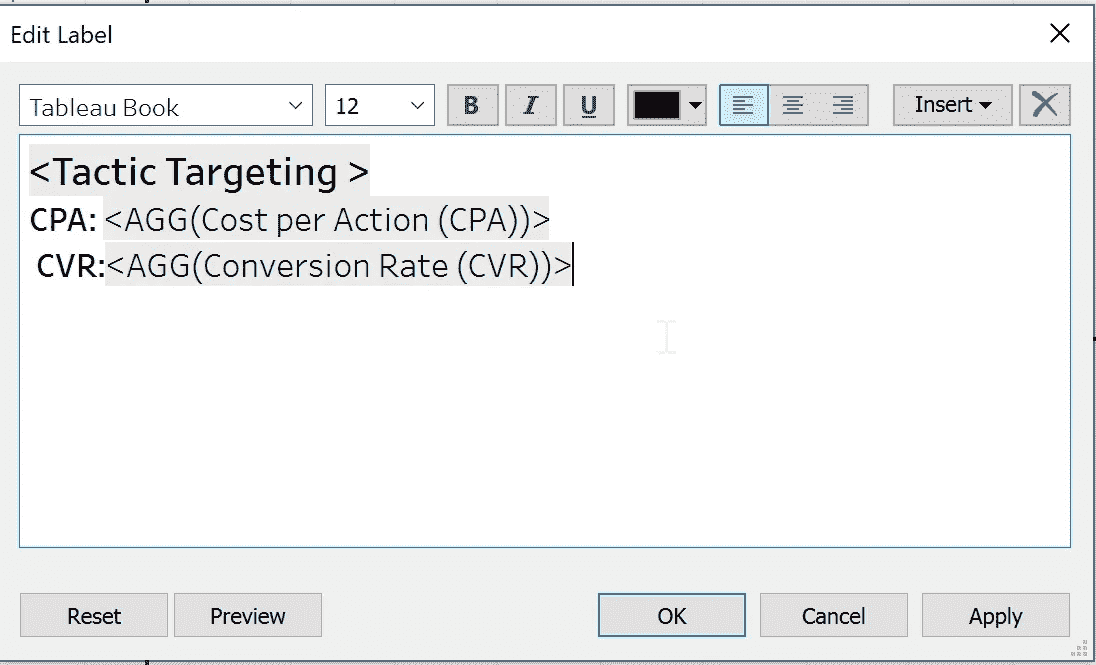 Edit Label
Tableau Book 12 B I U Insert
<Tactic Targeting >
CPA: <AGG(Cost per Action (CPA))>
CVR:<AGG(Conversion Rate (CVR))>
Reset Preview OK Cancel Apply